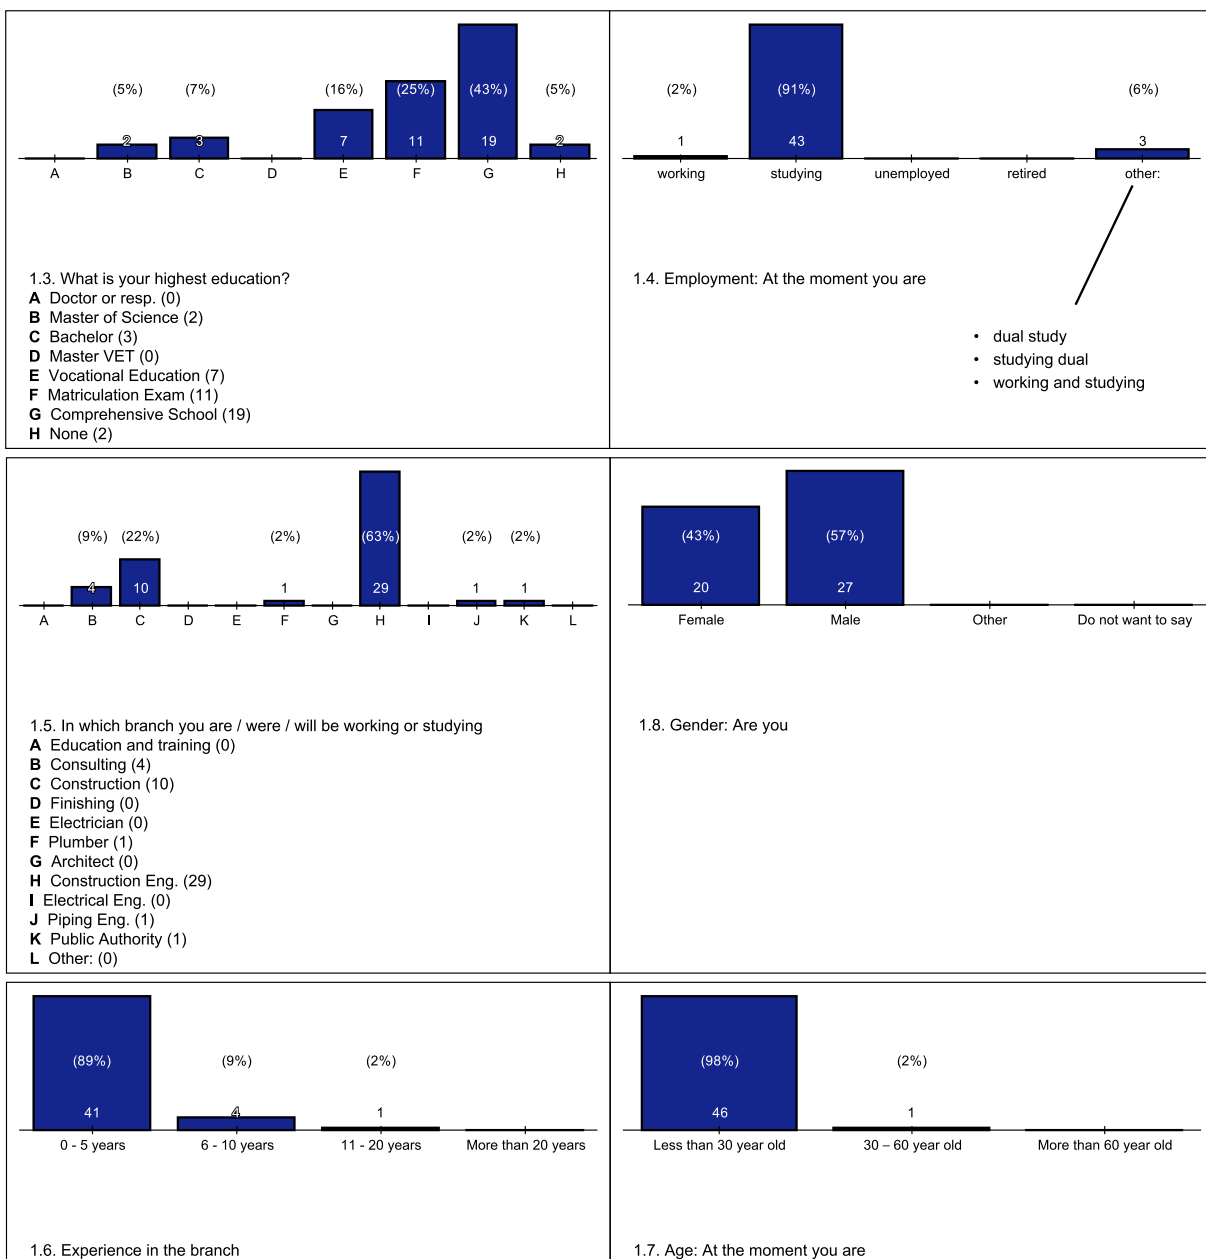 (5%) (7%) (16%) (25%) (43%) (5%)
2 3 7 11 19 2
A B C D E F G H
1.3. What is your highest education?
A Doctor or resp. (0)
B Master of Science (2)
C Bachelor (3)
D Master VET (0)
E Vocational Education (7)
F Matriculation Exam (11)
G Comprehensive School (19)
H None (2)
(2%) (91%) (6%)
1 43 3
working studying unemployed retired other:
1.4. Employment: At the moment you are
• dual study
• studying dual
• working and studying
(9%) (22%) (2%) (63%) (2%) (2%)
4 10 1 29 1 1
A B C D E F G H I J K L
1.5. In which branch you are / were / will be working or studying
A Education and training (0)
B Consulting (4)
C Construction (10)
D Finishing (0)
E Electrician (0)
F Plumber (1)
G Architect (0)
H Construction Eng. (29)
I Electrical Eng. (0)
J Piping Eng. (1)
K Public Authority (1)
L Other: (0)
(43%) (57%)
20 27
Female Male Other Do not want to say
1.8. Gender: Are you
(89%) (9%) (2%)
41 4 1
0 - 5 years 6 - 10 years 11 - 20 years More than 20 years
1.6. Experience in the branch
(98%) (2%)
46 1
Less than 30 year old 30 – 60 year old More than 60 year old
1.7. Age: At the moment you are